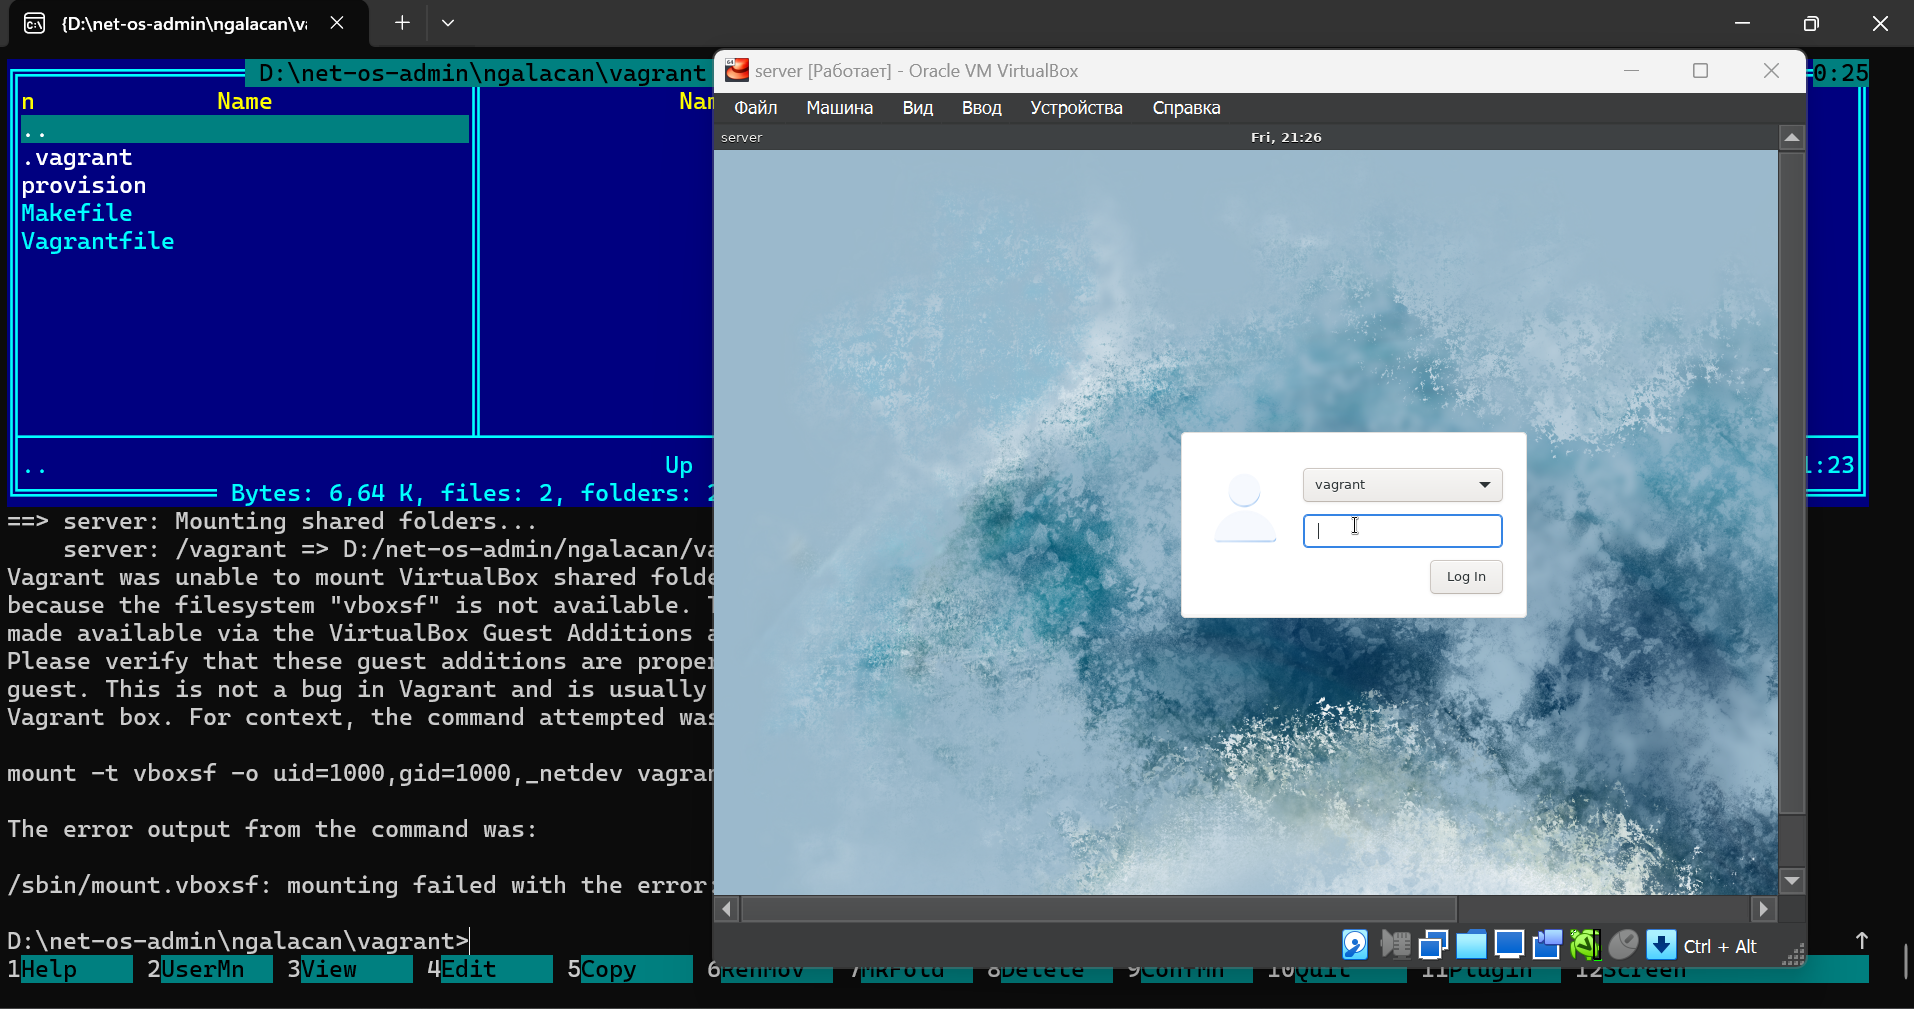 {D:\net-os-admin\ngalacan\va
server [Работает] - Oracle VM VirtualBox
D:\net-os-admin\ngalacan\vagrant
0:25
Файл Машина Вид Ввод Устройства Справка
n Name
Nam
server Fri, 21:26
..
.vagrant
provision
Makefile
Vagrantfile
vagrant
Log In
.. Up
:23
Bytes: 6,64 K, files: 2, folders: 2
==> server: Mounting shared folders...
server: /vagrant => D:/net-os-admin/ngalacan/va
Vagrant was unable to mount VirtualBox shared folde
because the filesystem "vboxsf" is not available.
made available via the VirtualBox Guest Additions a
Please verify that these guest additions are proper
guest. This is not a bug in Vagrant and is usually
Vagrant box. For context, the command attempted was
mount -t vboxsf -o uid=1000,gid=1000,_netdev vagran
The error output from the command was:
/sbin/mount.vboxsf: mounting failed with the error:
D:\net-os-admin\ngalacan\vagrant>
Ctrl + Alt
1Help 2UserMn 3View 4Edit 5Copy 6RenMov 7MkFold 8Delete 9ConfMn 10Quit 11Plugin 12Screen